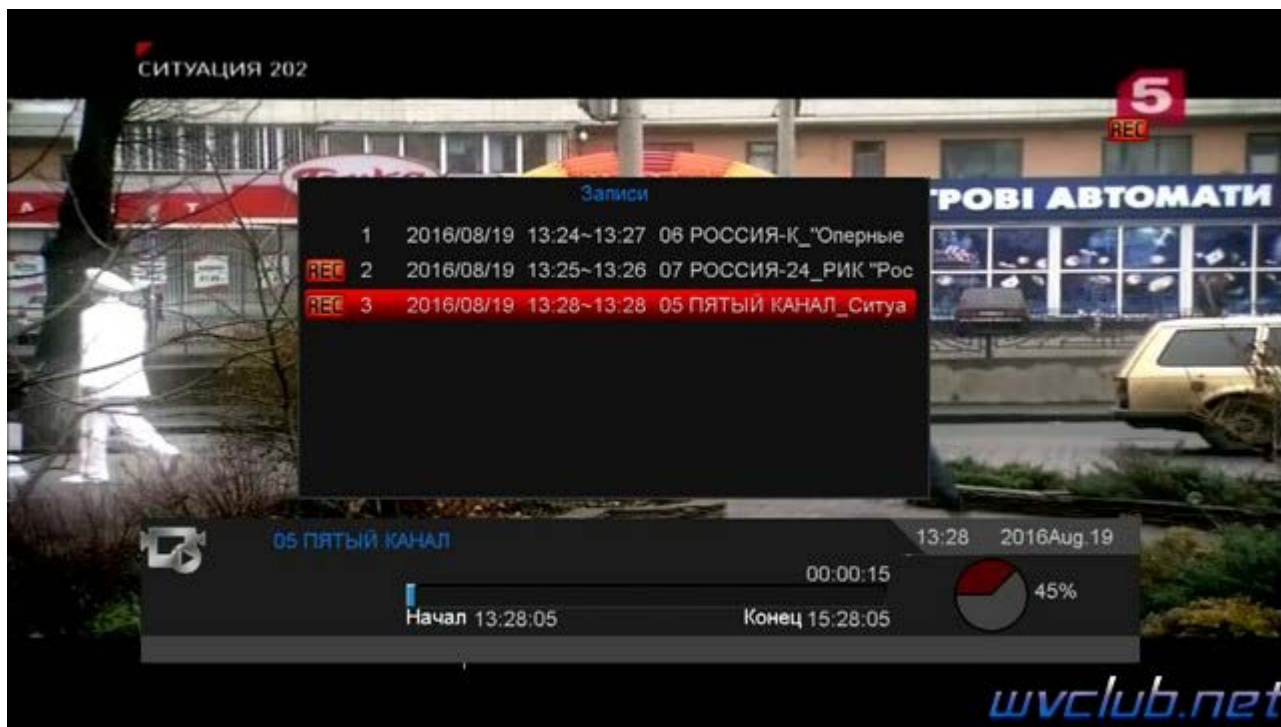 СИТУАЦИЯ 202
5
REC
РОВІ АВТОМАТИ
Записи
1 2016/08/19 13:24~13:27 06 РОССИЯ-К_"Оперные
REC 2 2016/08/19 13:25~13:26 07 РОССИЯ-24_РИК "Рос
REC 3 2016/08/19 13:28~13:28 05 ПЯТЫЙ КАНАЛ_Ситуа
05 ПЯТЫЙ КАНАЛ
13:28 2016Aug.19
00:00:15
45%
Начал 13:28:05
Конец 15:28:05
wvclub.net